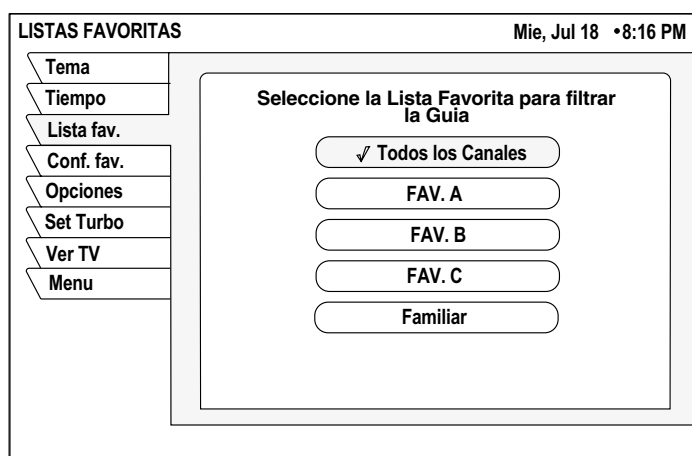 LISTAS FAVORITAS
Mie, Jul 18 •8:16 PM
Tema
Tiempo
Lista fav.
Conf. fav.
Opciones
Set Turbo
Ver TV
Menu
Seleccione la Lista Favorita para filtrar
la Guia
√ Todos los Canales
FAV. A
FAV. B
FAV. C
Familiar